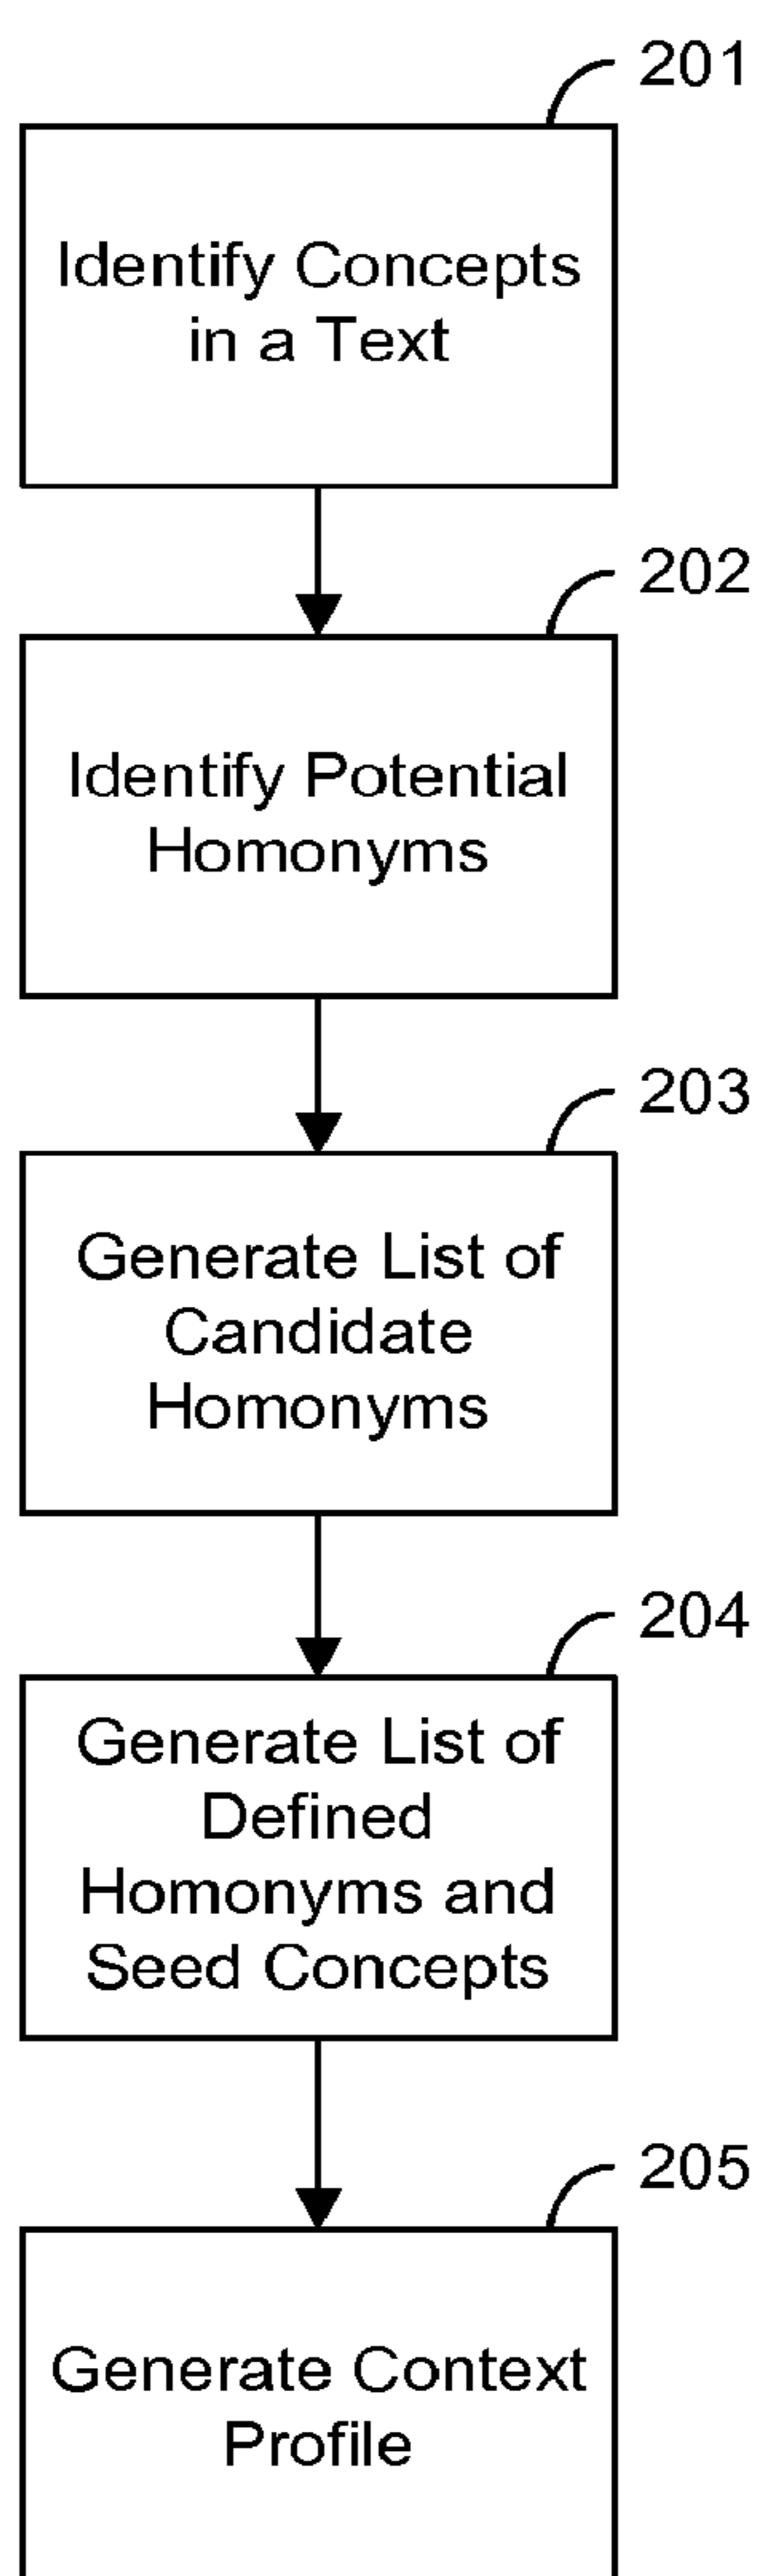 201
Identify Concepts
in a Text
202
Identify Potential
Homonyms
203
Generate List of
Candidate
Homonyms
204
Generate List of
Defined
Homonyms and
Seed Concepts
205
Generate Context
Profile